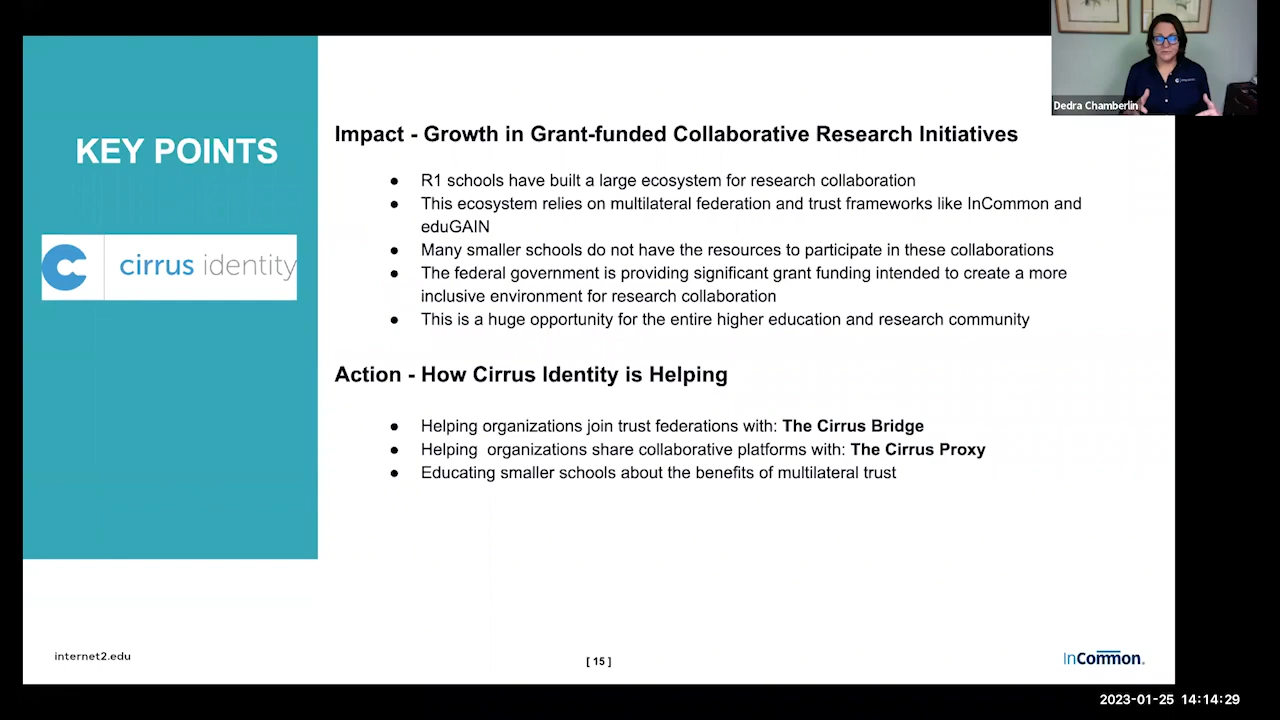 Dedra Chamberlin
KEY POINTS
cirrus identity
Impact - Growth in Grant-funded Collaborative Research Initiatives
● R1 schools have built a large ecosystem for research collaboration
● This ecosystem relies on multilateral federation and trust frameworks like InCommon and
eduGAIN
● Many smaller schools do not have the resources to participate in these collaborations
● The federal government is providing significant grant funding intended to create a more
inclusive environment for research collaboration
● This is a huge opportunity for the entire higher education and research community
Action - How Cirrus Identity is Helping
● Helping organizations join trust federations with: The Cirrus Bridge
● Helping  organizations share collaborative platforms with: The Cirrus Proxy
● Educating smaller schools about the benefits of multilateral trust
internet2.edu
[ 15 ]
InCommon.
2023-01-25 14:14:29